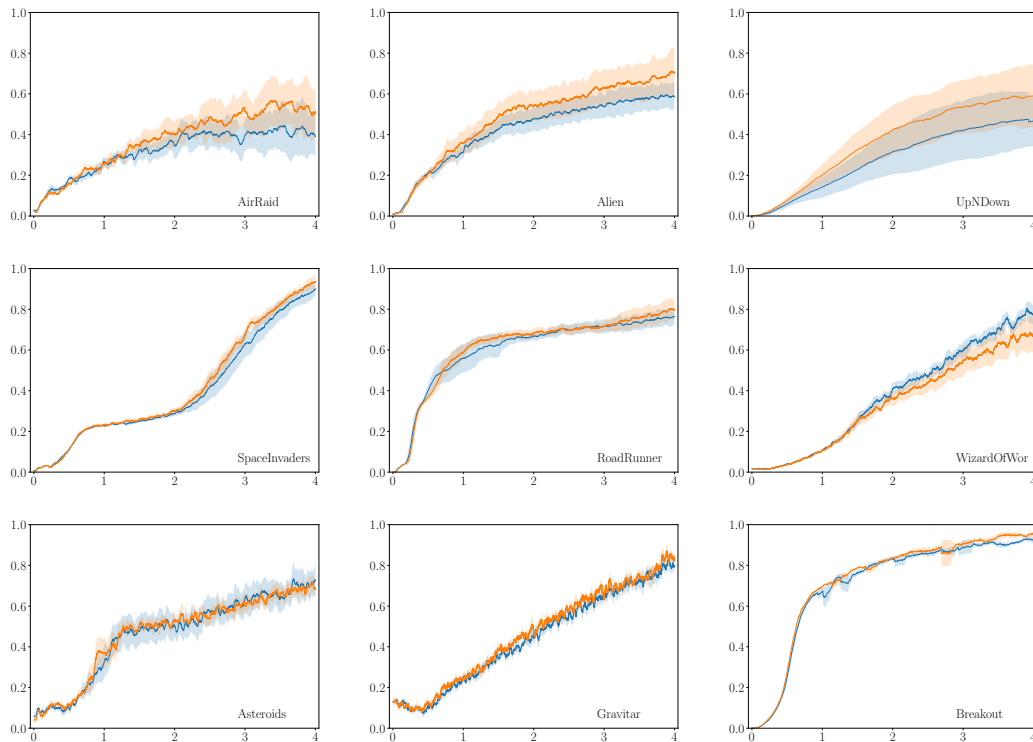 1.0 1.0 1.0
0.8 0.8 0.8
0.6 0.6 0.6
0.4 0.4 0.4
0.2 0.2 0.2
AirRaid Alien UpNDown
0.0 0.0 0.0
0 1 2 3 4 0 1 2 3 4 0 1 2 3 4
1.0 1.0 1.0
0.8 0.8 0.8
0.6 0.6 0.6
0.4 0.4 0.4
0.2 0.2 0.2
SpaceInvaders RoadRunner WizardOfWor
0.0 0.0 0.0
0 1 2 3 4 0 1 2 3 4 0 1 2 3 4
1.0 1.0 1.0
0.8 0.8 0.8
0.6 0.6 0.6
0.4 0.4 0.4
0.2 0.2 0.2
Asteroids Gravitar Breakout
0.0 0.0 0.0
0 1 2 3 4 0 1 2 3 4 0 1 2 3 4